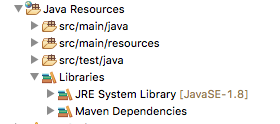 Java Resources
src/main/java
src/main/resources
src/test/java
Libraries
JRE System Library [JavaSE-1.8]
Maven Dependencies